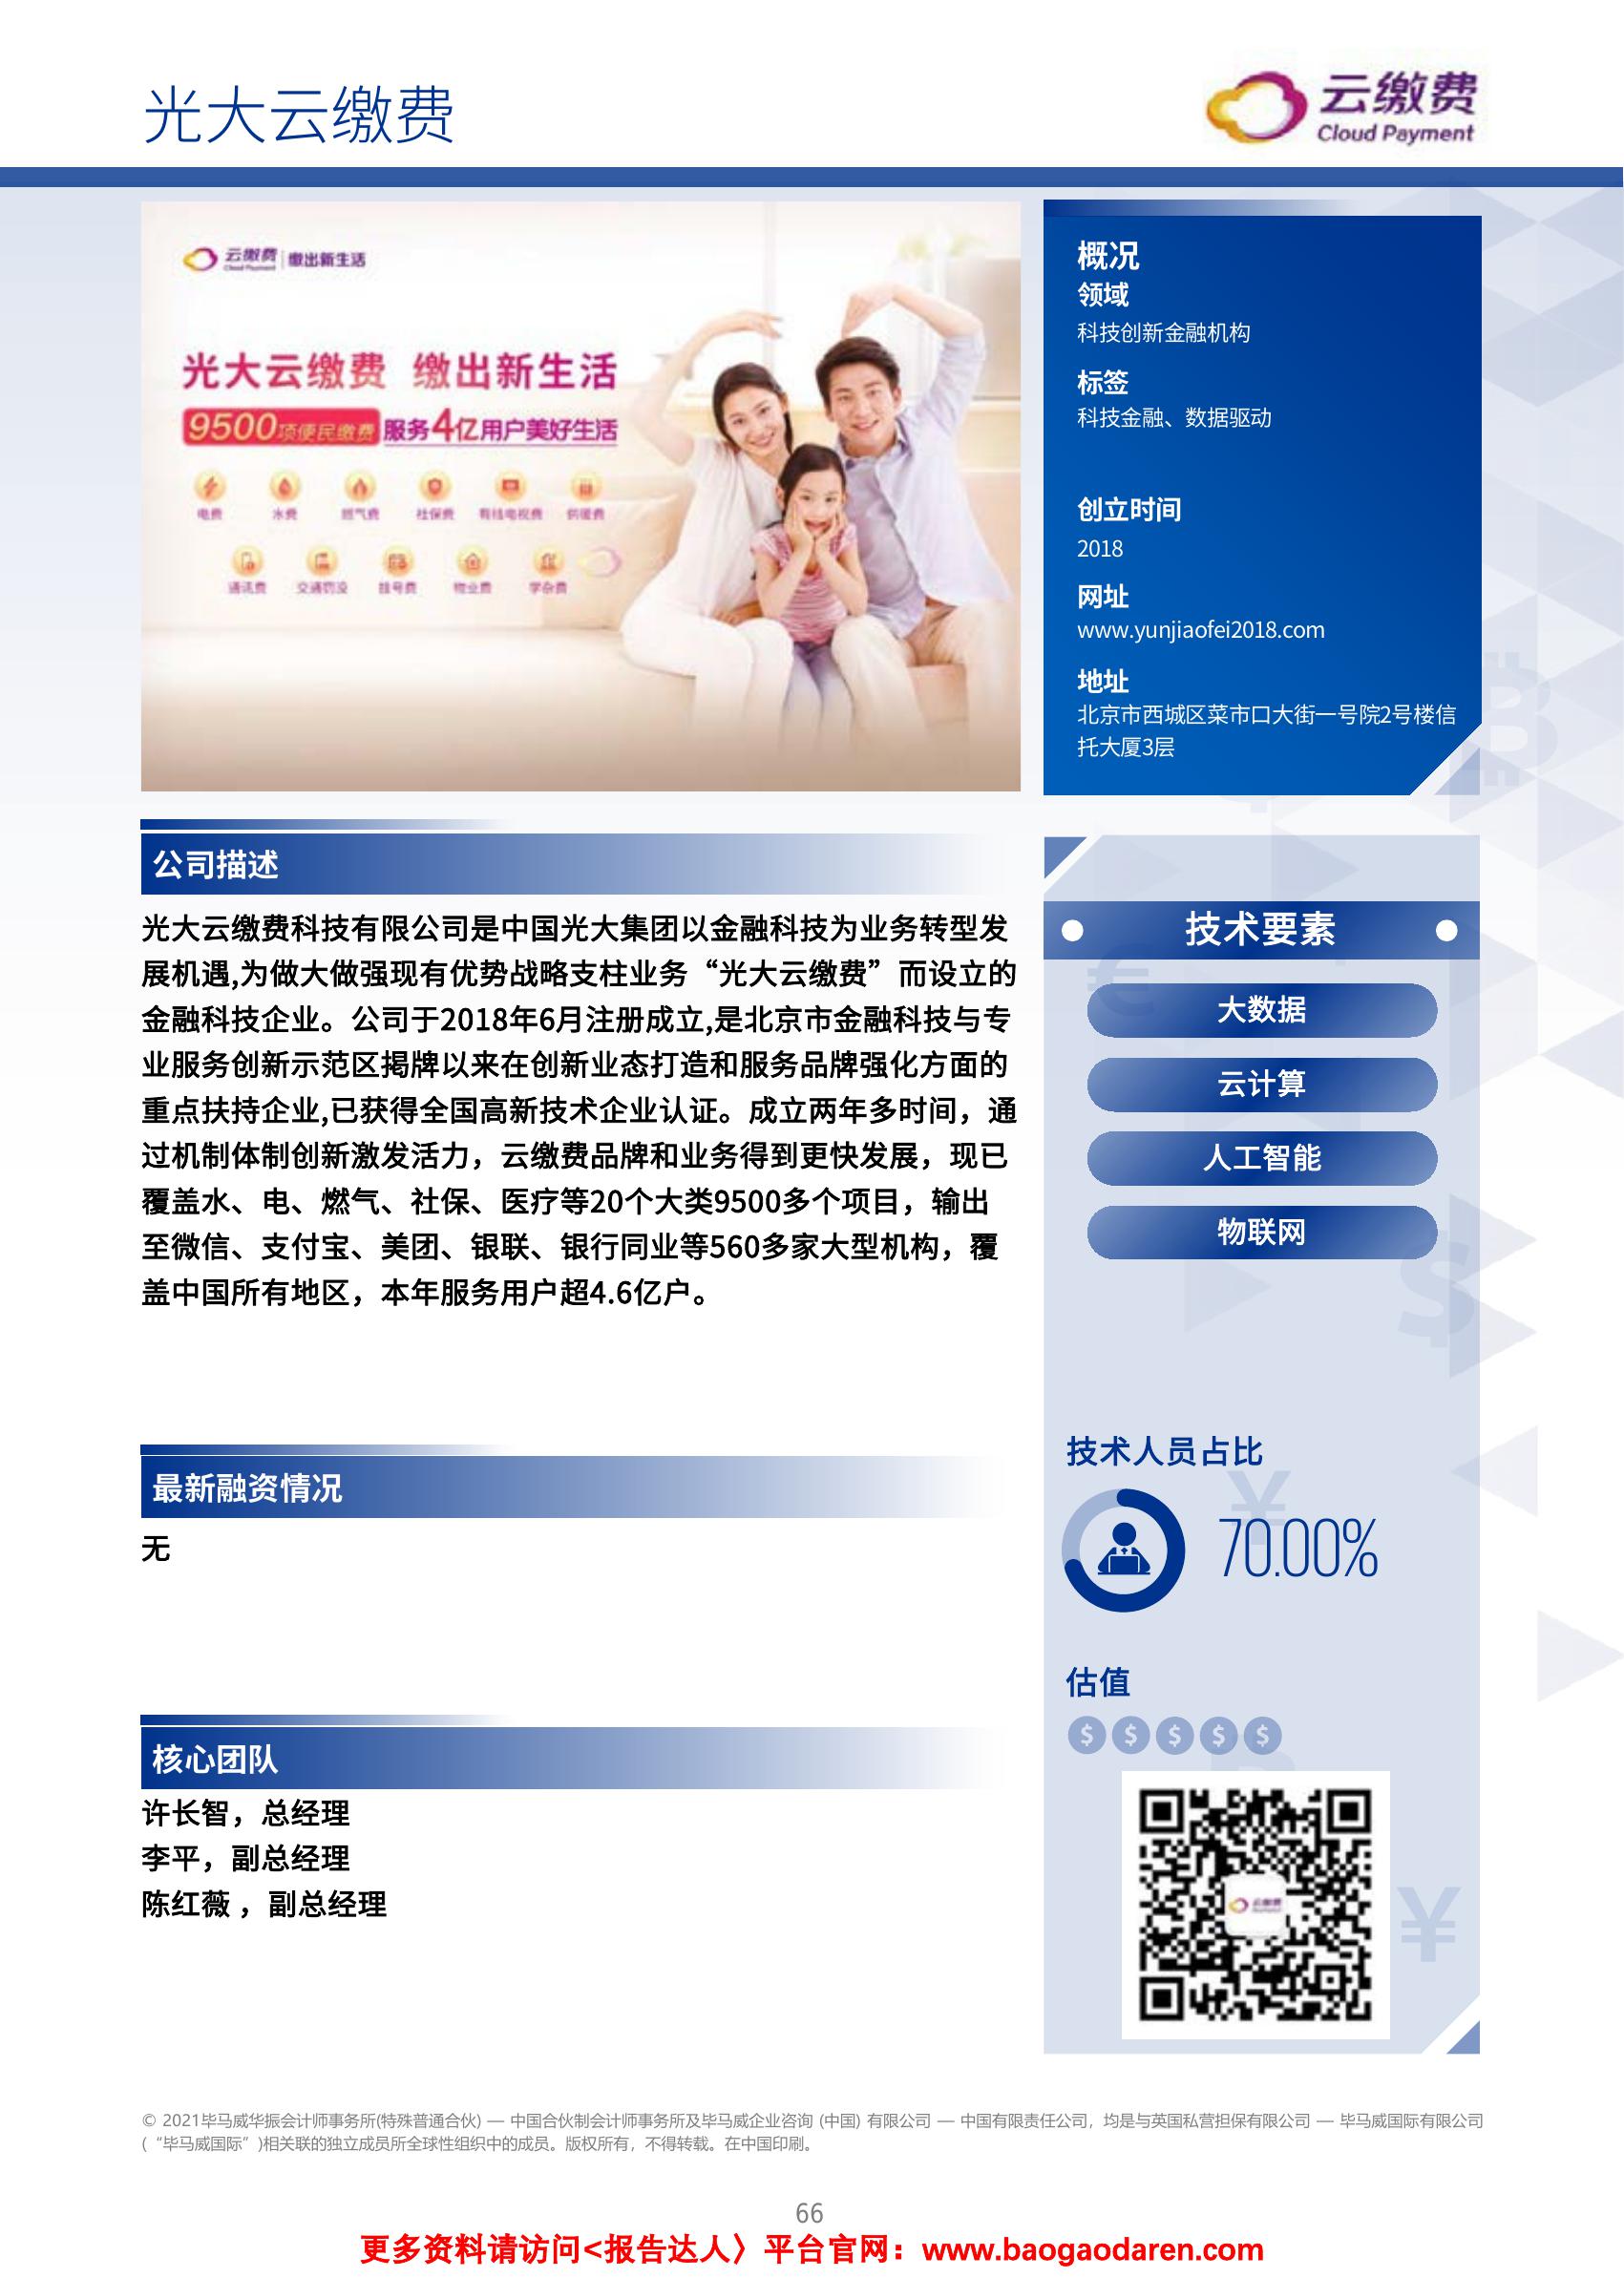 光大云缴费
云缴费
Cloud Payment
云缴费 缴出新生活
Cloud Payment
光大云缴费 缴出新生活
9500项便民缴费 服务4亿用户美好生活
电费 水费 燃气费 社保费 有线电视费 供暖费
通讯费 交通罚没 挂号费 物业费 学杂费
概况
领域
科技创新金融机构
标签
科技金融、数据驱动
创立时间
2018
网址
www.yunjiaofei2018.com
地址
北京市西城区菜市口大街一号院2号楼信
托大厦3层
公司描述
光大云缴费科技有限公司是中国光大集团以金融科技为业务转型发
展机遇,为做大做强现有优势战略支柱业务“光大云缴费”而设立的
金融科技企业。公司于2018年6月注册成立,是北京市金融科技与专
业服务创新示范区揭牌以来在创新业态打造和服务品牌强化方面的
重点扶持企业,已获得全国高新技术企业认证。成立两年多时间，通
过机制体制创新激发活力，云缴费品牌和业务得到更快发展，现已
覆盖水、电、燃气、社保、医疗等20个大类9500多个项目，输出
至微信、支付宝、美团、银联、银行同业等560多家大型机构，覆
盖中国所有地区，本年服务用户超4.6亿户。
最新融资情况
无
核心团队
许长智，总经理
李平，副总经理
陈红薇 ，副总经理
技术要素
大数据
云计算
人工智能
物联网
技术人员占比
70.00%
估值
云缴费
© 2021毕马威华振会计师事务所(特殊普通合伙) — 中国合伙制会计师事务所及毕马威企业咨询 (中国) 有限公司 — 中国有限责任公司，均是与英国私营担保有限公司 — 毕马威国际有限公司
(“毕马威国际”)相关联的独立成员所全球性组织中的成员。版权所有，不得转载。在中国印刷。
66
更多资料请访问<报告达人〉平台官网：www.baogaodaren.com